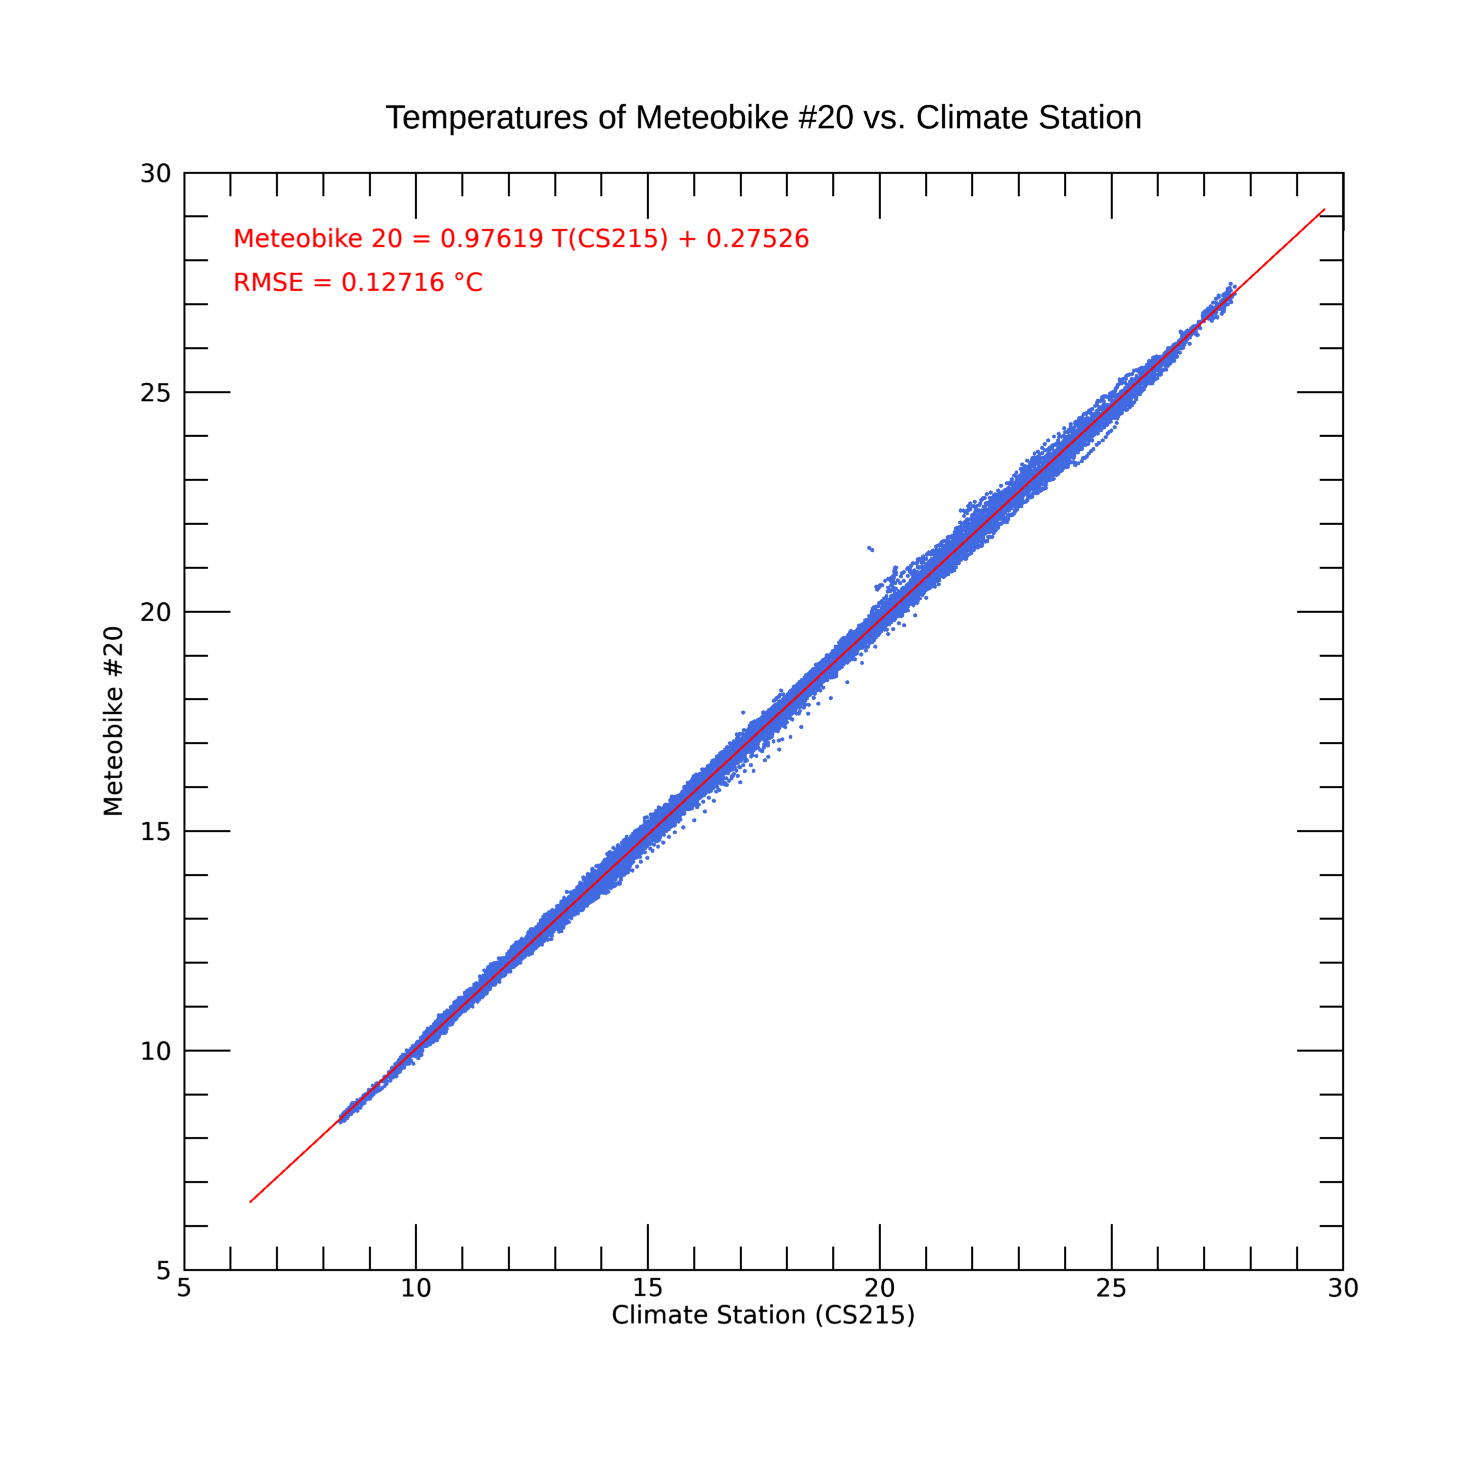 Temperatures of Meteobike #20 vs. Climate Station
30
Meteobike 20 = 0.97619 T(CS215) + 0.27526
RMSE = 0.12716 °C
25
20
Meteobike #20
15
10
5
5 10 15 20 25 30
Climate Station (CS215)